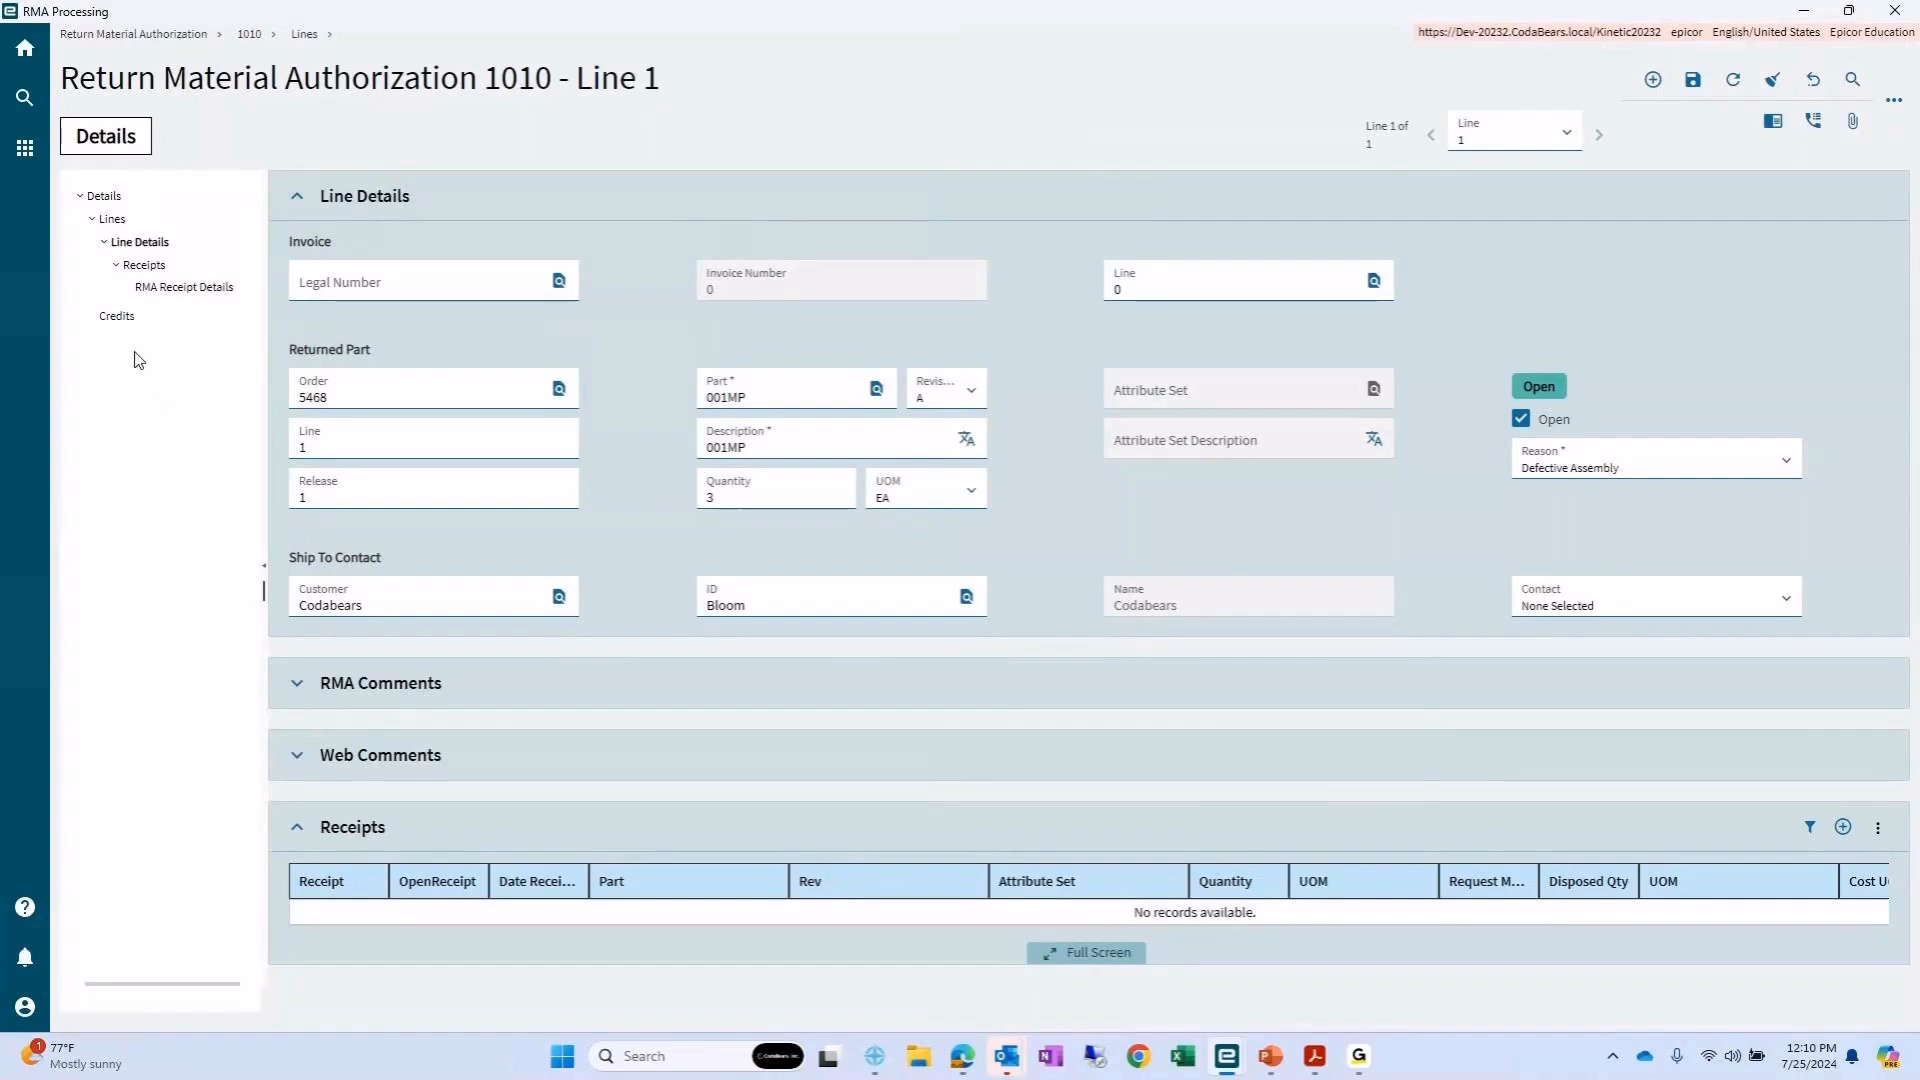 RMA Processing
Return Material Authorization > 1010 > Lines >
https://Dev-20232.CodaBears.local/Kinetic20232 epicor English/United States Epicor Education
Return Material Authorization 1010 - Line 1
Details
Line 1 of
1
Line
1
Details
Lines
Line Details
Receipts
RMA Receipt Details
Credits
Line Details
Invoice
Legal Number
Invoice Number
0
Line
0
Returned Part
Order
5468
Part *
001MP
Revis...
A
Attribute Set
Open
Open
Line
1
Description *
001MP
Attribute Set Description
Reason *
Defective Assembly
Release
1
Quantity
3
UOM
EA
Ship To Contact
Customer
Codabears
ID
Bloom
Name
Codabears
Contact
None Selected
RMA Comments
Web Comments
Receipts
Receipt OpenReceipt Date Recei... Part Rev Attribute Set Quantity UOM Request M... Disposed Qty UOM Cost U
No records available.
Full Screen
1
77°F
Mostly sunny
Search
CodaBears, Inc.
12:10 PM
7/25/2024
PRE